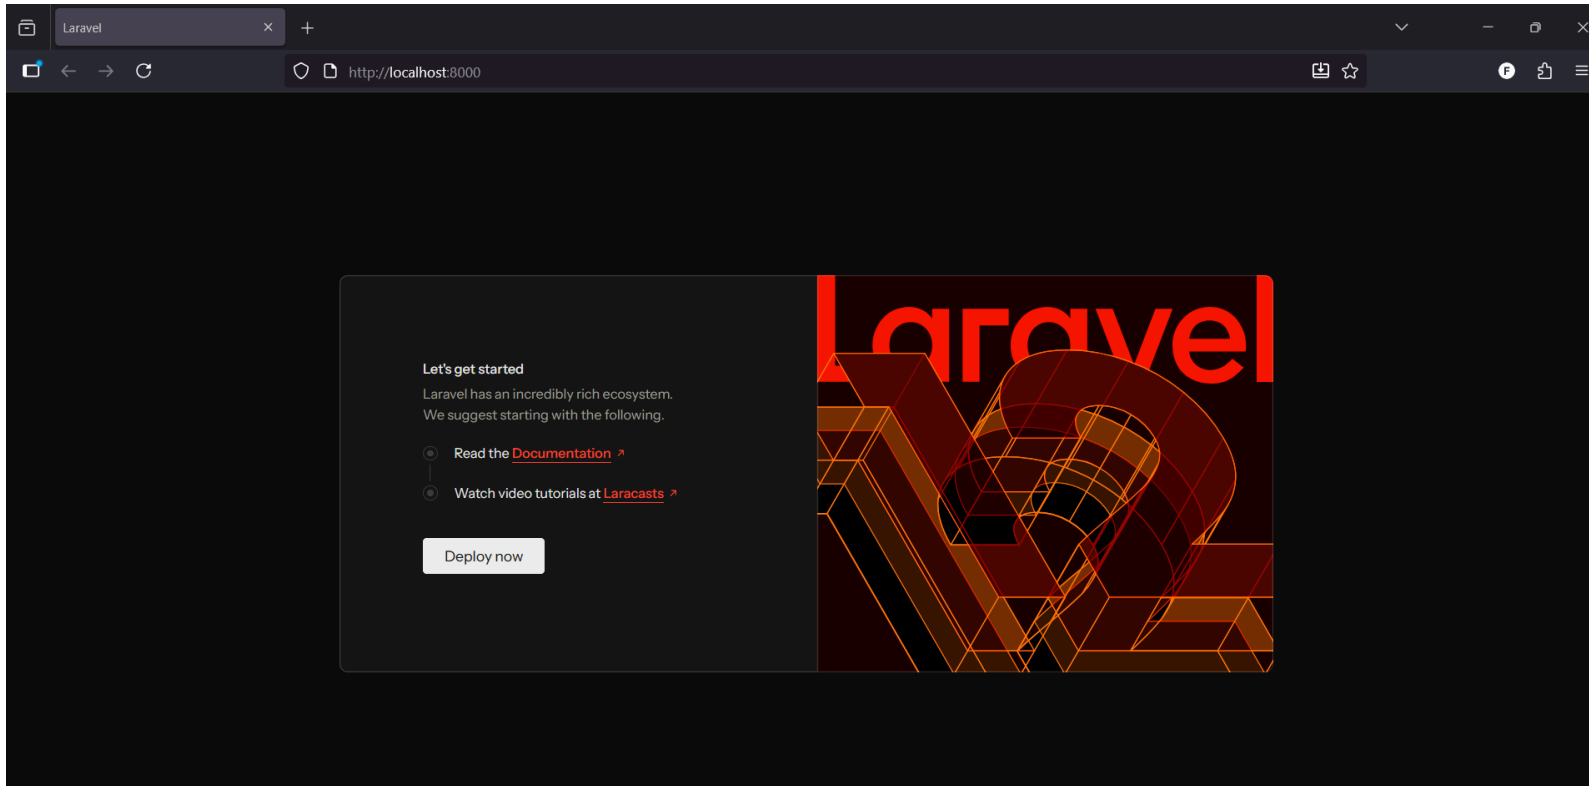 Laravel
http://localhost:8000
F
Let's get started
Laravel has an incredibly rich ecosystem.
We suggest starting with the following.
Read the Documentation
Watch video tutorials at Laracasts
Deploy now
Laravel